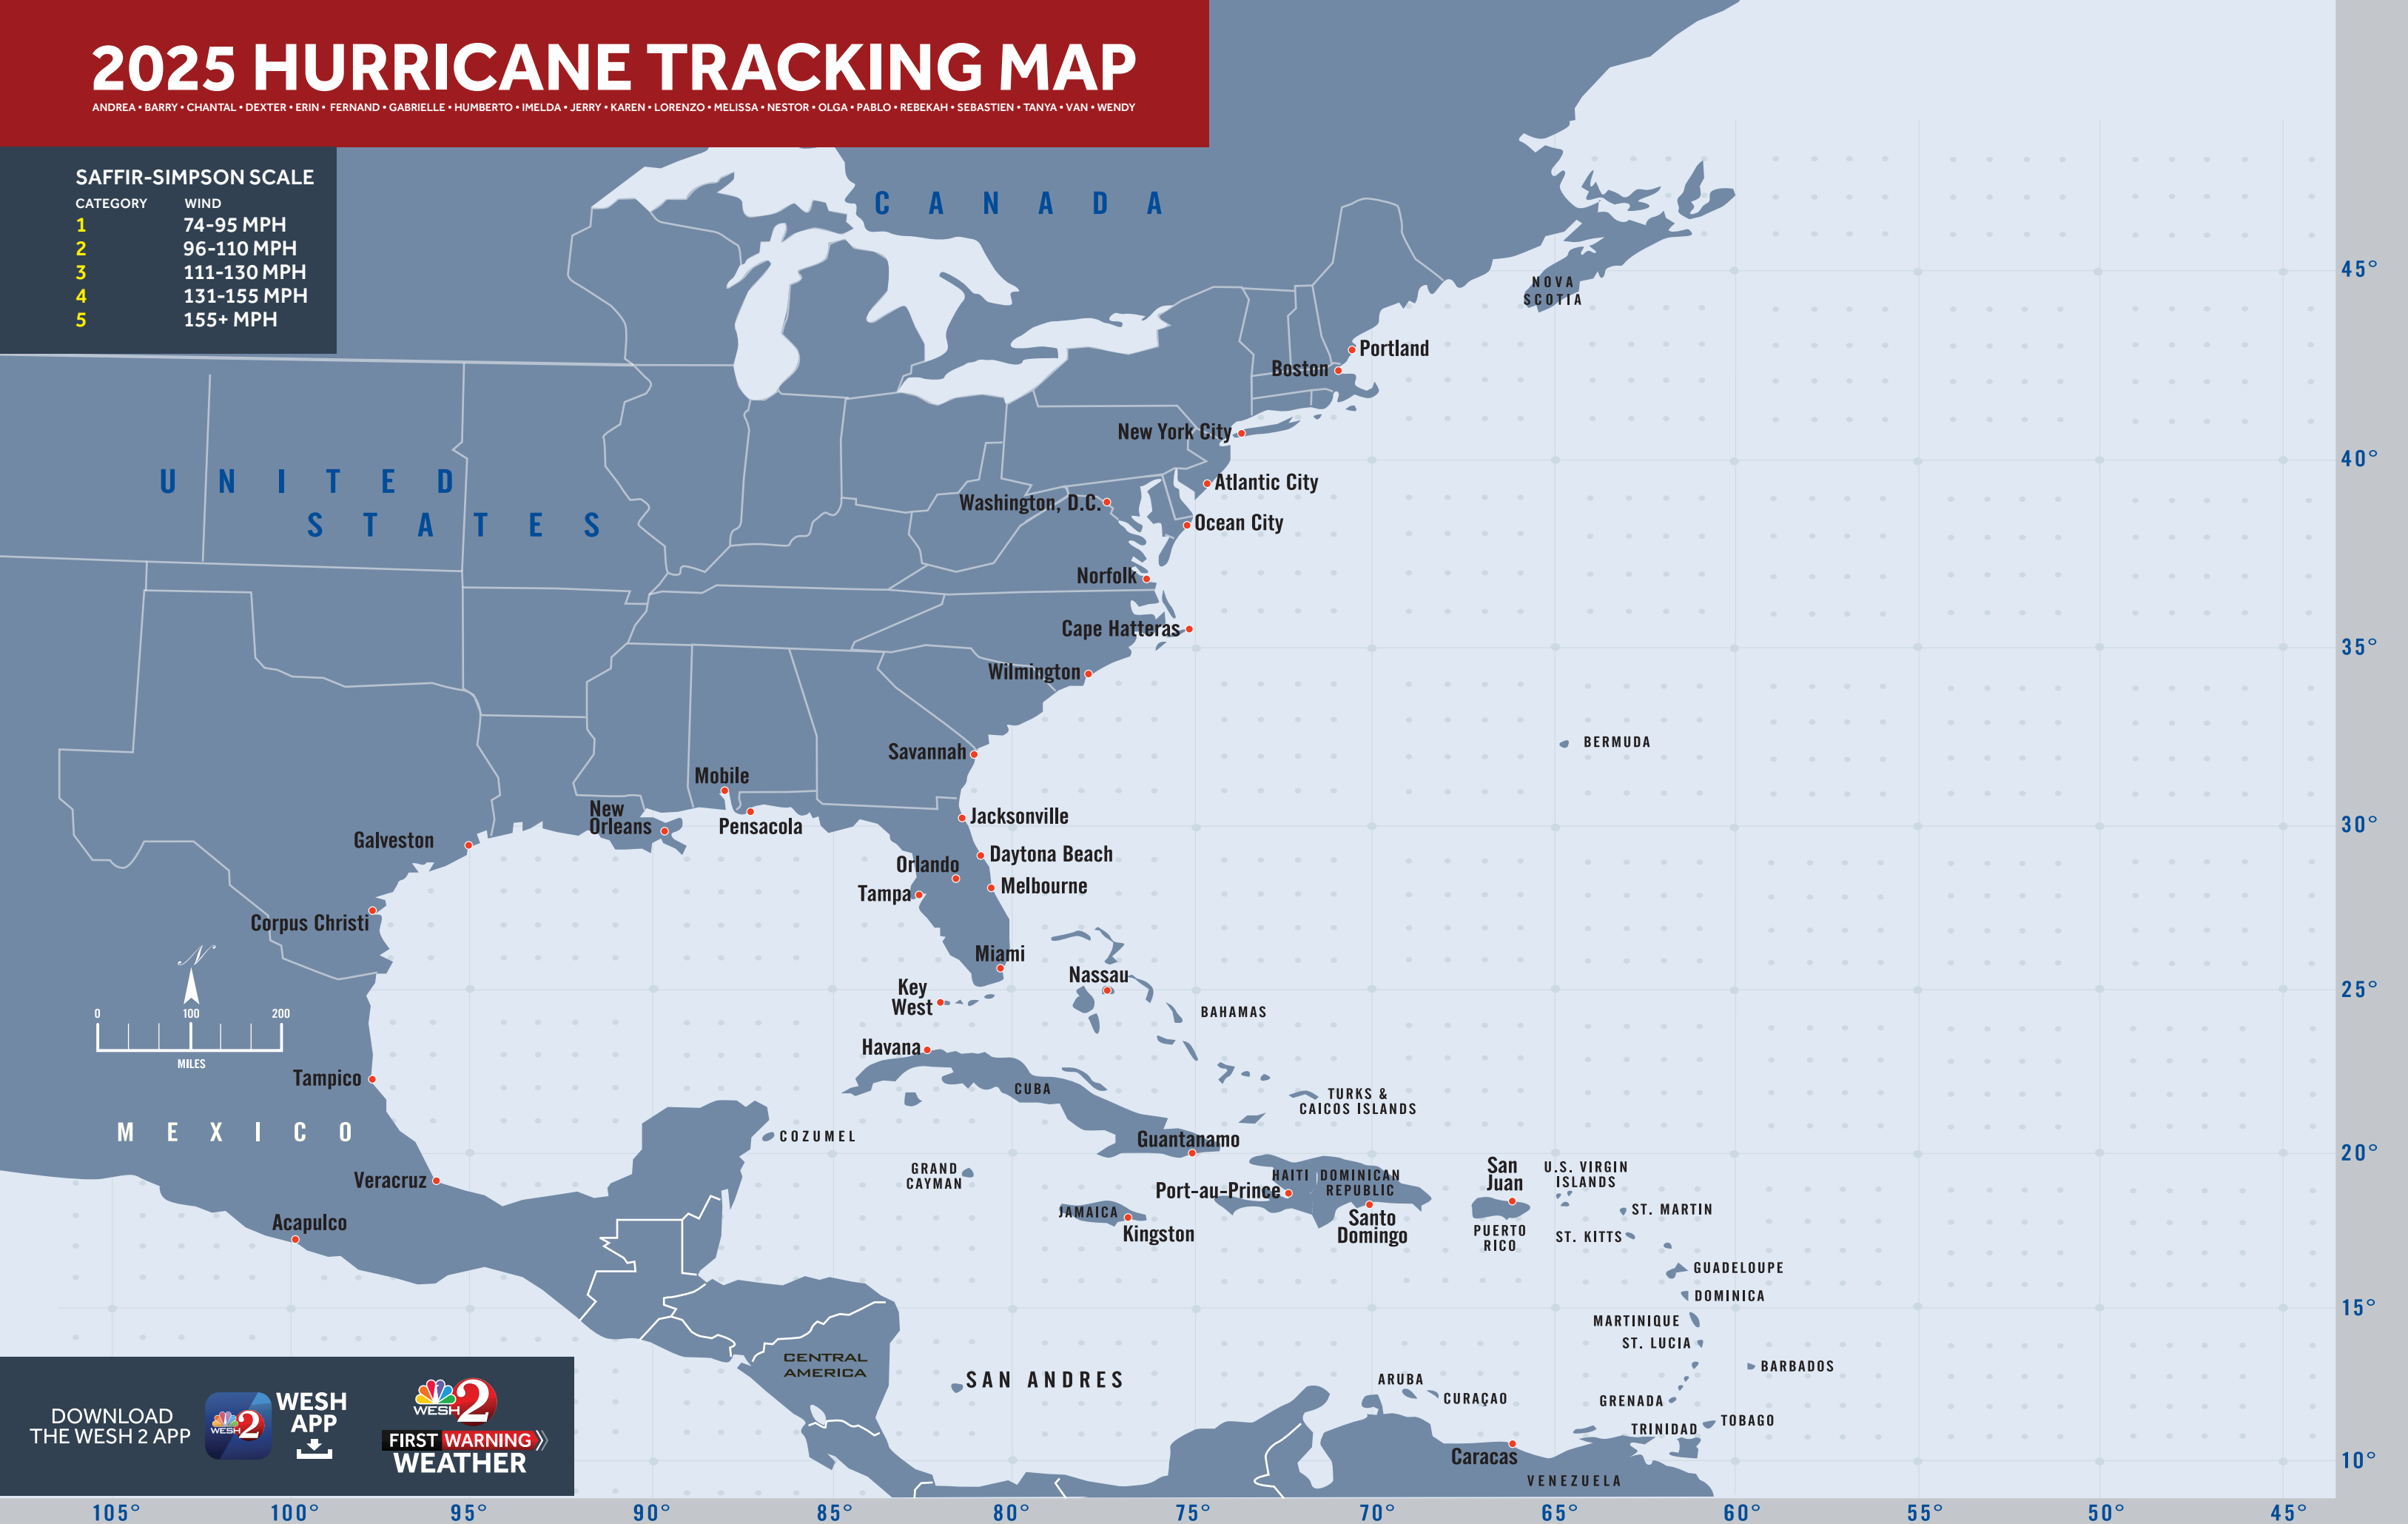 2025 HURRICANE TRACKING MAP
ANDREA • BARRY • CHANTAL • DEXTER • ERIN • FERNAND • GABRIELLE • HUMBERTO • IMELDA • JERRY • KAREN • LORENZO • MELISSA • NESTOR • OLGA • PABLO • REBEKAH • SEBASTIEN • TANYA • VAN • WENDY
SAFFIR-SIMPSON SCALE
CATEGORY WIND
1 74-95 MPH
2 96-110 MPH
3 111-130 MPH
4 131-155 MPH
5 155+ MPH
CANADA
NOVA
SCOTIA
45°
Portland
Boston
New York City
40°
UNITED
STATES
Atlantic City
Washington, D.C.
Ocean City
Norfolk
Cape Hatteras
35°
Wilmington
BERMUDA
Savannah
Mobile
New
Orleans
Pensacola
Jacksonville
30°
Galveston
Daytona Beach
Orlando
Melbourne
Tampa
Corpus Christi
Miami
Nassau
25°
Key
West
BAHAMAS
N
0 100 200
MILES
Havana
Tampico
CUBA
TURKS &
CAICOS ISLANDS
MEXICO
COZUMEL
Guantanamo
20°
Veracruz
GRAND
CAYMAN
HAITI
DOMINICAN
REPUBLIC
Port-au-Prince
San
Juan
U.S. VIRGIN
ISLANDS
JAMAICA
Kingston
Santo
Domingo
PUERTO
RICO
ST. MARTIN
ST. KITTS
Acapulco
GUADELOUPE
DOMINICA
15°
MARTINIQUE
ST. LUCIA
CENTRAL
AMERICA
SAN ANDRES
BARBADOS
ARUBA
CURAÇAO
GRENADA
TOBAGO
TRINIDAD
Caracas
10°
VENEZUELA
DOWNLOAD
THE WESH 2 APP
WESH 2
WESH
APP
WESH 2
FIRST WARNING
WEATHER
105° 100° 95° 90° 85° 80° 75° 70° 65° 60° 55° 50° 45°